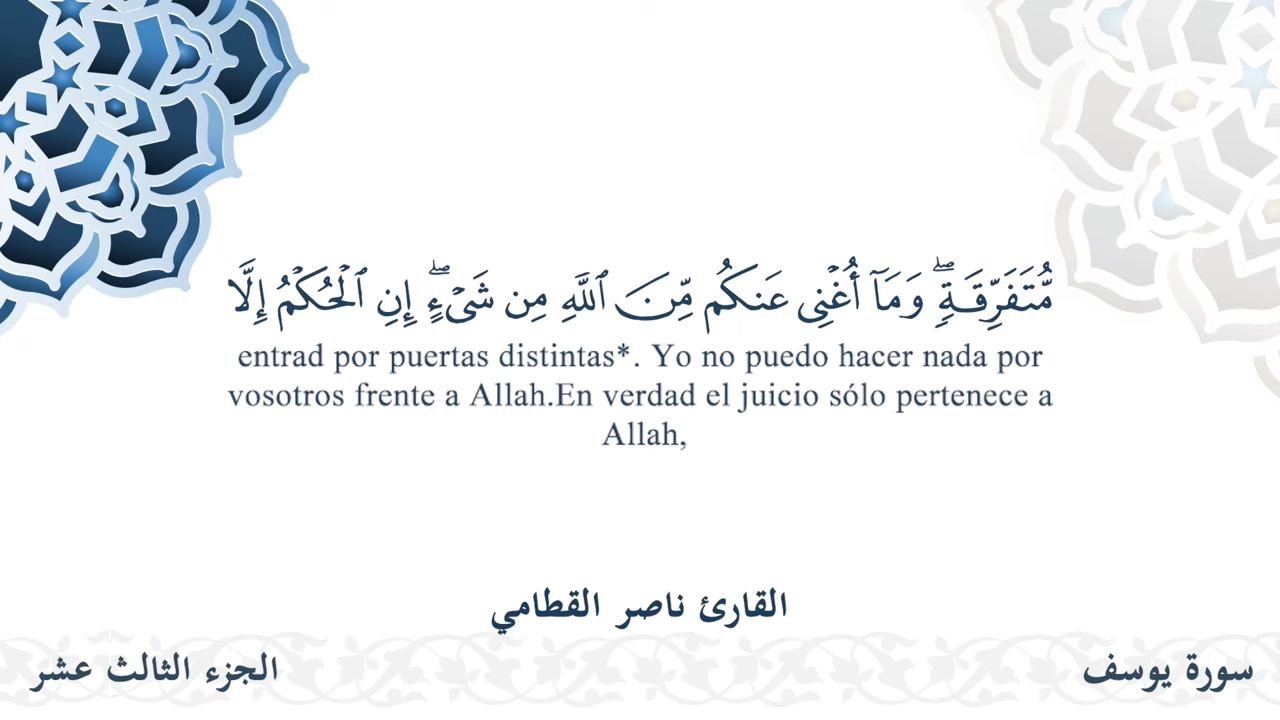 مُّتَفَرِّقَةٍۖ وَمَآ أُغْنِى عَنكُم مِّنَ ٱللَّهِ مِن شَىْءٍۖ إِنِ ٱلْحُكْمُ إِلَّا
entrad por puertas distintas*. Yo no puedo hacer nada por
vosotros frente a Allah.En verdad el juicio sólo pertenece a
Allah,
القارئ ناصر القطامي
سورة يوسف
الجزء الثالث عشر